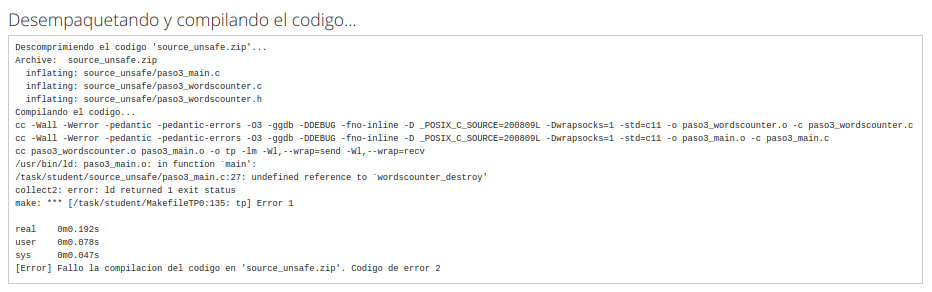 Desempaquetando y compilando el codigo...
Descomprimiendo el codigo 'source_unsafe.zip'...
Archive:  source_unsafe.zip
  inflating: source_unsafe/paso3_main.c
  inflating: source_unsafe/paso3_wordscounter.c
  inflating: source_unsafe/paso3_wordscounter.h
Compilando el codigo...
cc -Wall -Werror -pedantic -pedantic-errors -O3 -ggdb -DDEBUG -fno-inline -D _POSIX_C_SOURCE=200809L -Dwrapsocks=1 -std=c11 -o paso3_wordscounter.o -c paso3_wordscounter.c
cc -Wall -Werror -pedantic -pedantic-errors -O3 -ggdb -DDEBUG -fno-inline -D _POSIX_C_SOURCE=200809L -Dwrapsocks=1 -std=c11 -o paso3_main.o -c paso3_main.c
cc paso3_wordscounter.o paso3_main.o -o tp -lm -Wl,--wrap=send -Wl,--wrap=recv
/usr/bin/ld: paso3_main.o: in function `main':
/task/student/source_unsafe/paso3_main.c:27: undefined reference to `wordscounter_destroy'
collect2: error: ld returned 1 exit status
make: *** [/task/student/MakefileTP0:135: tp] Error 1

real    0m0.192s
user    0m0.078s
sys     0m0.047s
[Error] Fallo la compilacion del codigo en 'source_unsafe.zip'. Codigo de error 2